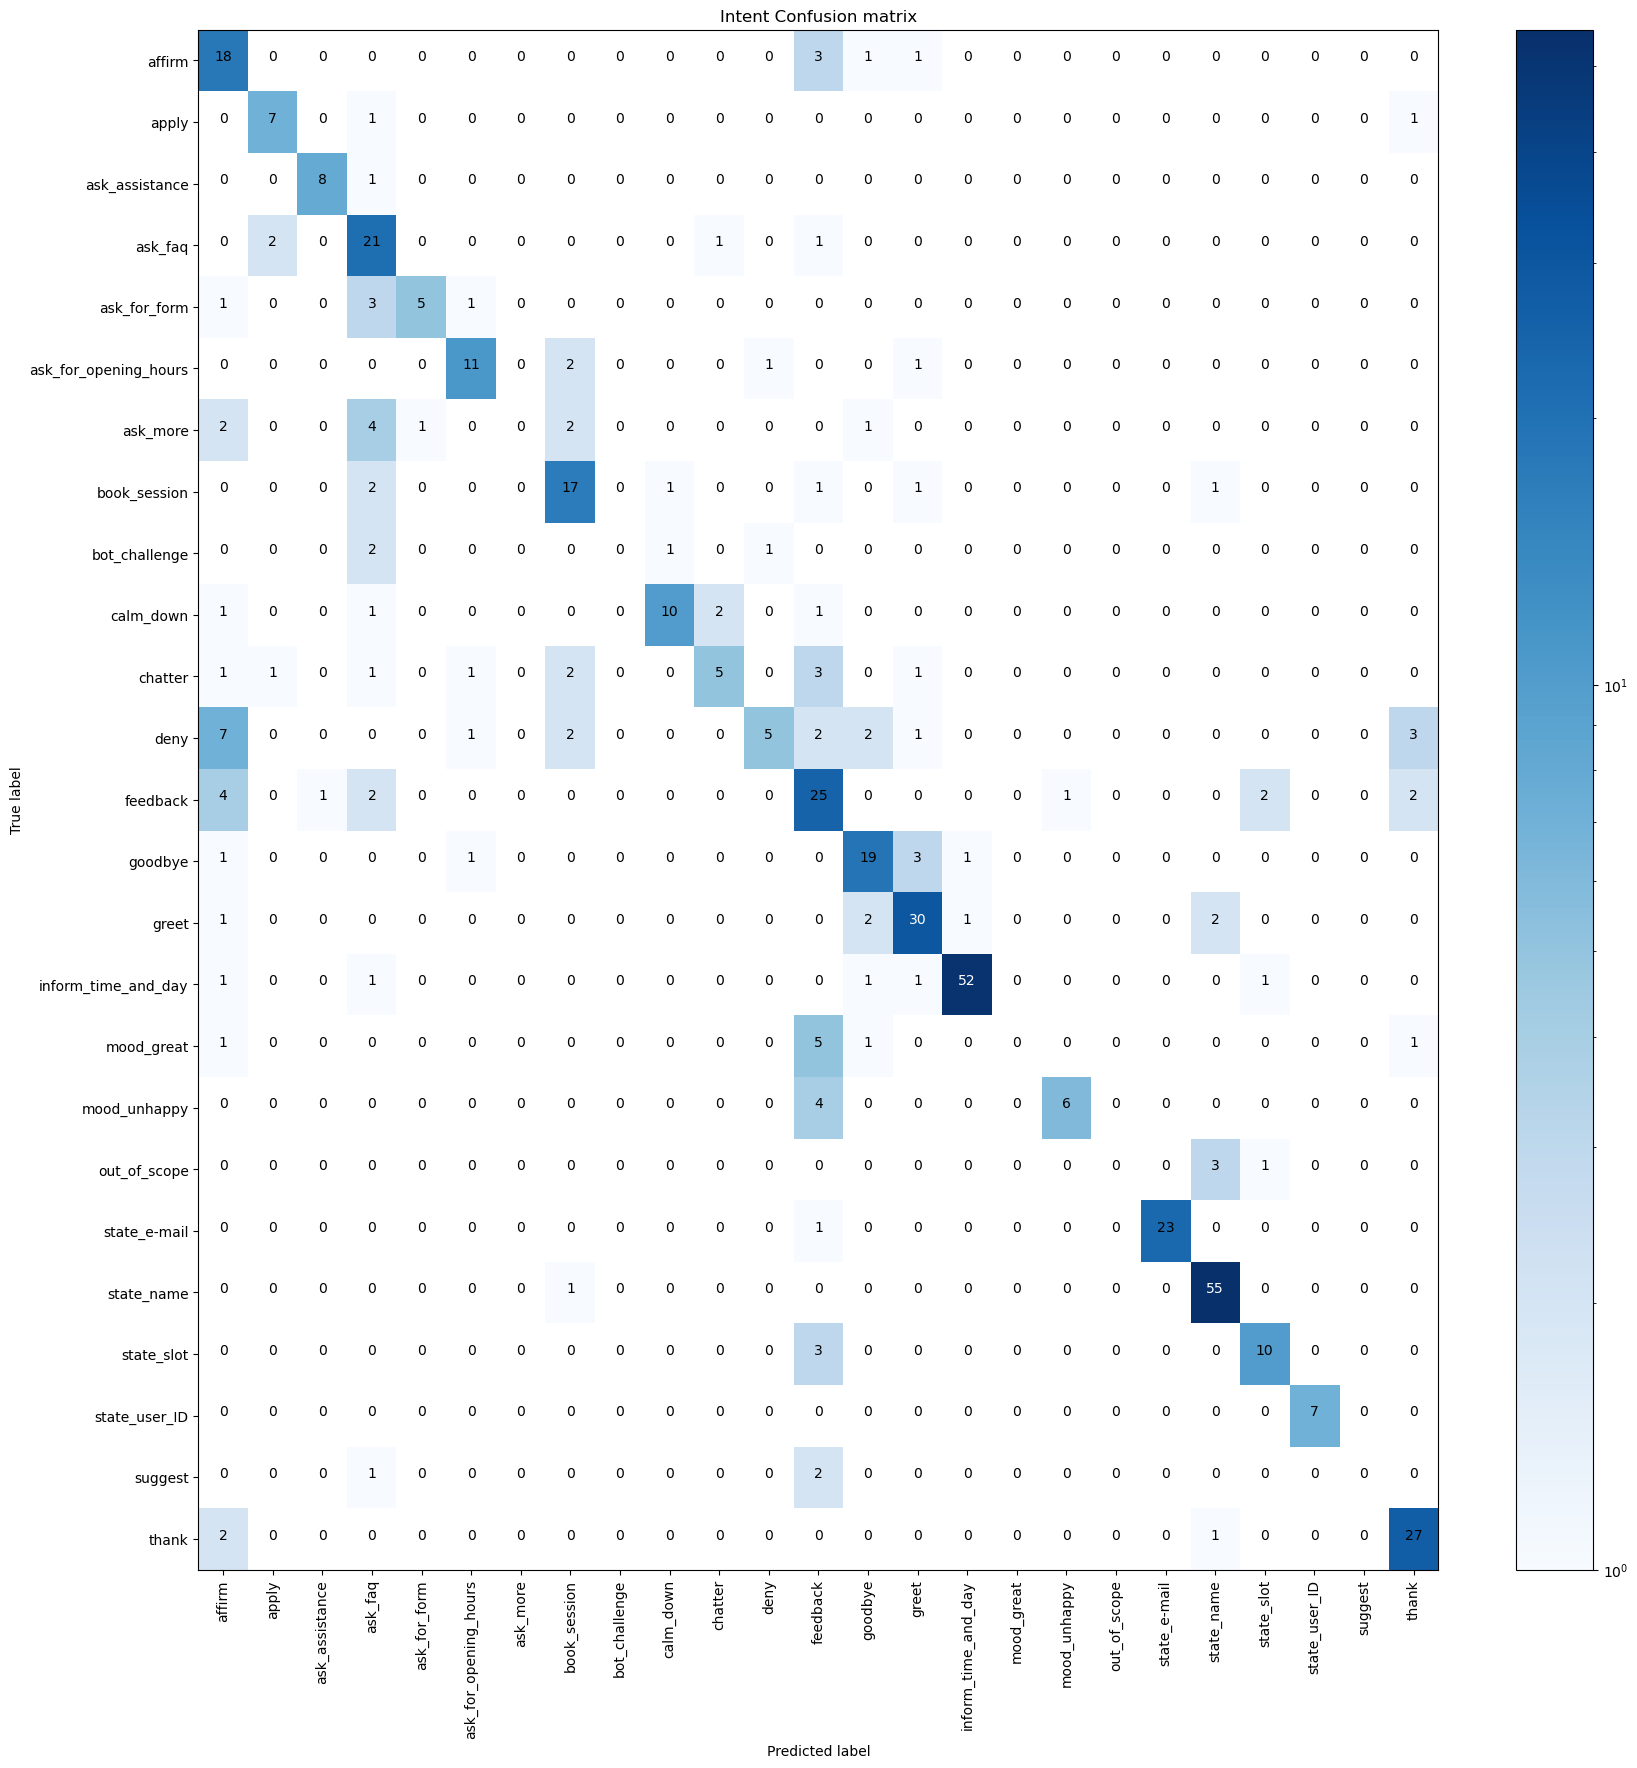 Intent Confusion matrix
affirm 18 0 0 0 0 0 0 0 0 0 0 0 3 1 1 0 0 0 0 0 0 0 0 0 0
apply 0 7 0 1 0 0 0 0 0 0 0 0 0 0 0 0 0 0 0 0 0 0 0 0 1
ask_assistance 0 0 8 1 0 0 0 0 0 0 0 0 0 0 0 0 0 0 0 0 0 0 0 0 0
ask_faq 0 2 0 21 0 0 0 0 0 0 1 0 1 0 0 0 0 0 0 0 0 0 0 0 0
ask_for_form 1 0 0 3 5 1 0 0 0 0 0 0 0 0 0 0 0 0 0 0 0 0 0 0 0
ask_for_opening_hours 0 0 0 0 0 11 0 2 0 0 0 1 0 0 1 0 0 0 0 0 0 0 0 0 0
ask_more 2 0 0 4 1 0 0 2 0 0 0 0 0 1 0 0 0 0 0 0 0 0 0 0 0
book_session 0 0 0 2 0 0 0 17 0 1 0 0 1 0 1 0 0 0 0 0 1 0 0 0 0
bot_challenge 0 0 0 2 0 0 0 0 0 1 0 1 0 0 0 0 0 0 0 0 0 0 0 0 0
calm_down 1 0 0 1 0 0 0 0 0 10 2 0 1 0 0 0 0 0 0 0 0 0 0 0 0
chatter 1 1 0 1 0 1 0 2 0 0 5 0 3 0 1 0 0 0 0 0 0 0 0 0 0
deny 7 0 0 0 0 1 0 2 0 0 0 5 2 2 1 0 0 0 0 0 0 0 0 0 3
feedback 4 0 1 2 0 0 0 0 0 0 0 0 25 0 0 0 0 1 0 0 0 2 0 0 2
goodbye 1 0 0 0 0 1 0 0 0 0 0 0 0 19 3 1 0 0 0 0 0 0 0 0 0
greet 1 0 0 0 0 0 0 0 0 0 0 0 0 2 30 1 0 0 0 0 2 0 0 0 0
inform_time_and_day 1 0 0 1 0 0 0 0 0 0 0 0 0 1 1 52 0 0 0 0 0 1 0 0 0
mood_great 1 0 0 0 0 0 0 0 0 0 0 0 5 1 0 0 0 0 0 0 0 0 0 0 1
mood_unhappy 0 0 0 0 0 0 0 0 0 0 0 0 4 0 0 0 0 6 0 0 0 0 0 0 0
out_of_scope 0 0 0 0 0 0 0 0 0 0 0 0 0 0 0 0 0 0 0 0 3 1 0 0 0
state_e-mail 0 0 0 0 0 0 0 0 0 0 0 0 1 0 0 0 0 0 0 23 0 0 0 0 0
state_name 0 0 0 0 0 0 0 1 0 0 0 0 0 0 0 0 0 0 0 0 55 0 0 0 0
state_slot 0 0 0 0 0 0 0 0 0 0 0 0 3 0 0 0 0 0 0 0 0 10 0 0 0
state_user_ID 0 0 0 0 0 0 0 0 0 0 0 0 0 0 0 0 0 0 0 0 0 0 7 0 0
suggest 0 0 0 1 0 0 0 0 0 0 0 0 2 0 0 0 0 0 0 0 0 0 0 0 0
thank 2 0 0 0 0 0 0 0 0 0 0 0 0 0 0 0 0 0 0 0 1 0 0 0 27
True label
affirm
apply
ask_assistance
ask_faq
ask_for_form
ask_for_opening_hours
ask_more
book_session
bot_challenge
calm_down
chatter
deny
feedback
goodbye
greet
inform_time_and_day
mood_great
mood_unhappy
out_of_scope
state_e-mail
state_name
state_slot
state_user_ID
suggest
thank
Predicted label
10¹
10⁰